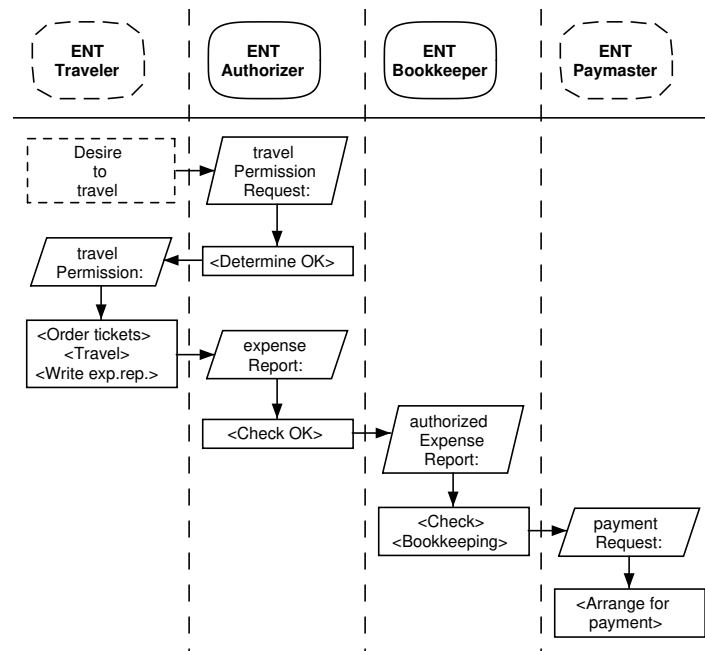 ENT
Traveler
ENT
Authorizer
ENT
Bookkeeper
ENT
Paymaster
Desire
to
travel
travel
Permission
Request:
travel
Permission:
<Determine OK>
<Order tickets>
<Travel>
<Write exp.rep.>
expense
Report:
<Check OK>
authorized
Expense
Report:
<Check>
<Bookkeeping>
payment
Request:
<Arrange for
payment>